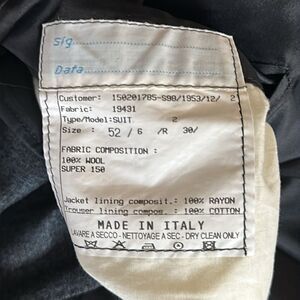 Sig.
Data
Customer: 150201785-S98/1953/12/ 2
Fabric: 19431
Type/Model:SUIT 2
Size : 52 / 6 /R 30/
FABRIC COMPOSITION :
100% WOOL
SUPER 150
Jacket lining composit.: 100% RAYON
Trouser lining compos. : 100% COTTON
MADE IN ITALY
LAVARE A SECCO - NETTOYAGE A SEC - DRY CLEAN ONLY